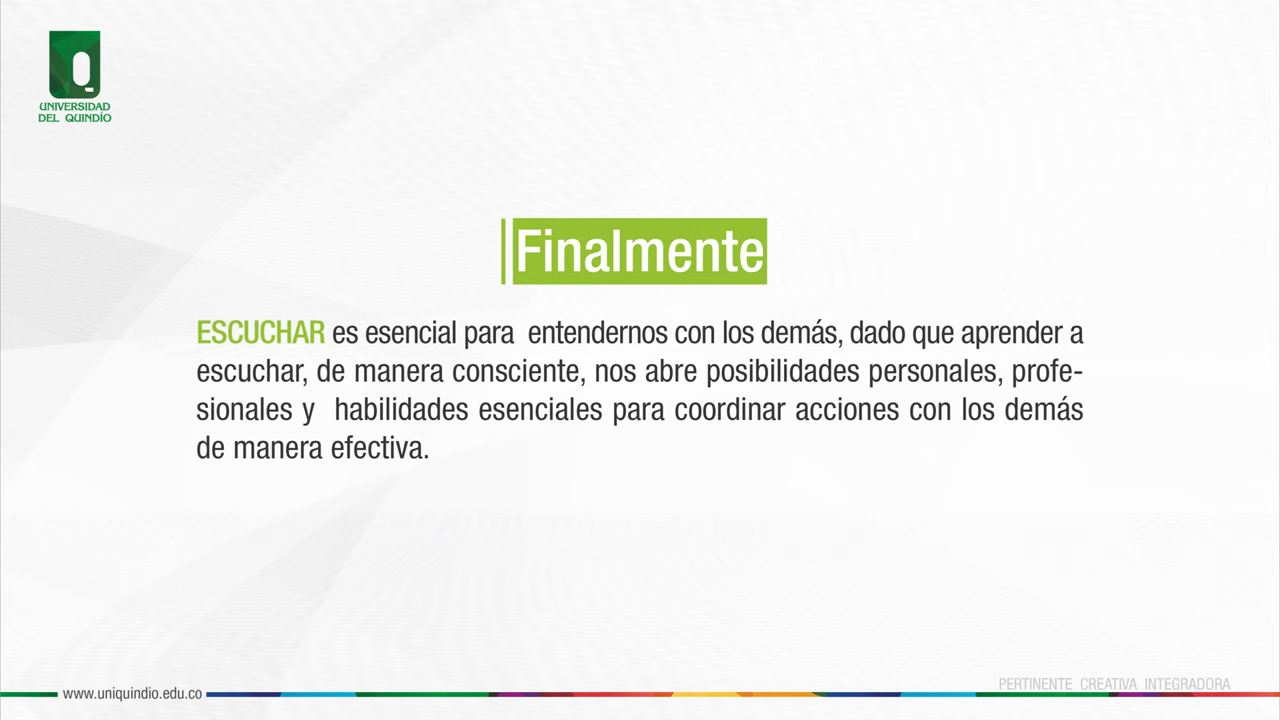 UNIVERSIDAD
DEL QUINDÍO
Finalmente
ESCUCHAR es esencial para  entendernos con los demás, dado que aprender a
escuchar, de manera consciente, nos abre posibilidades personales, profe-
sionales y  habilidades esenciales para coordinar acciones con los demás
de manera efectiva.
PERTINENTE CREATIVA INTEGRADORA
www.uniquindio.edu.co